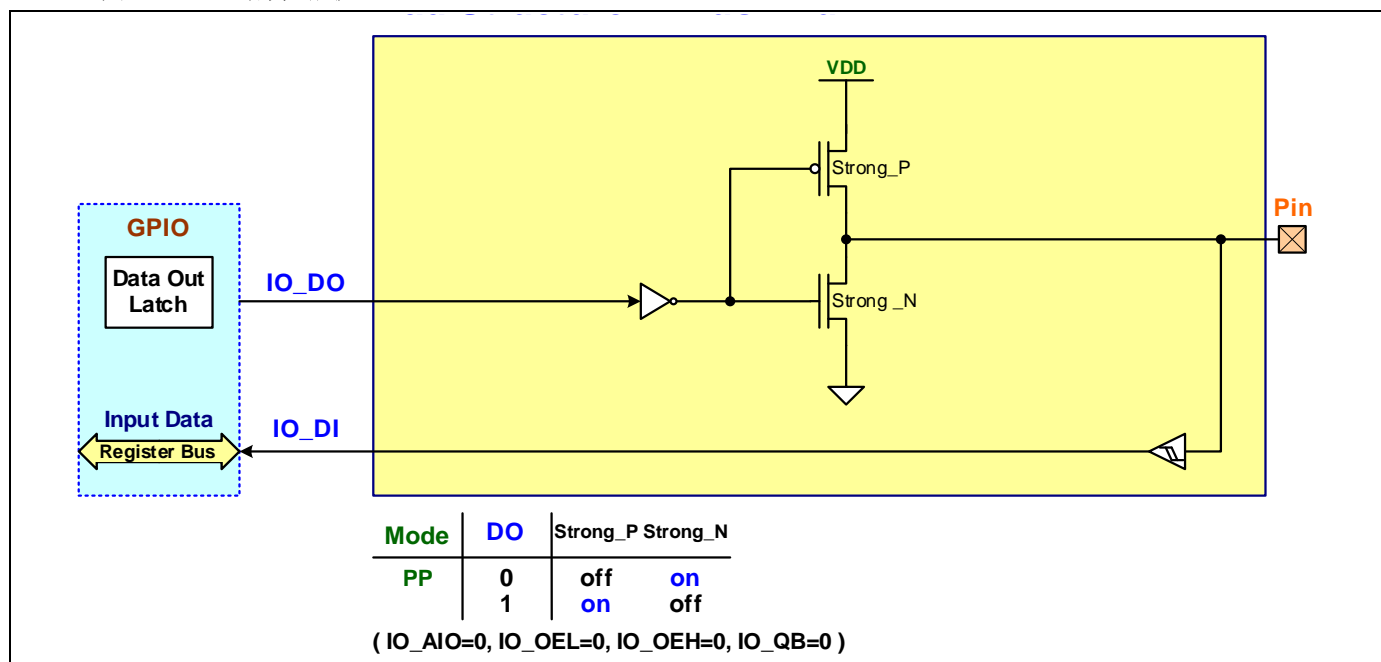 VDD
Strong_P
Pin
GPIO
Data Out
Latch
IO_DO
Strong _N
Input Data
IO_DI
Register Bus
Mode DO Strong_P Strong_N
PP 0 off on
1 on off
( IO_AIO=0, IO_OEL=0, IO_OEH=0, IO_QB=0 )